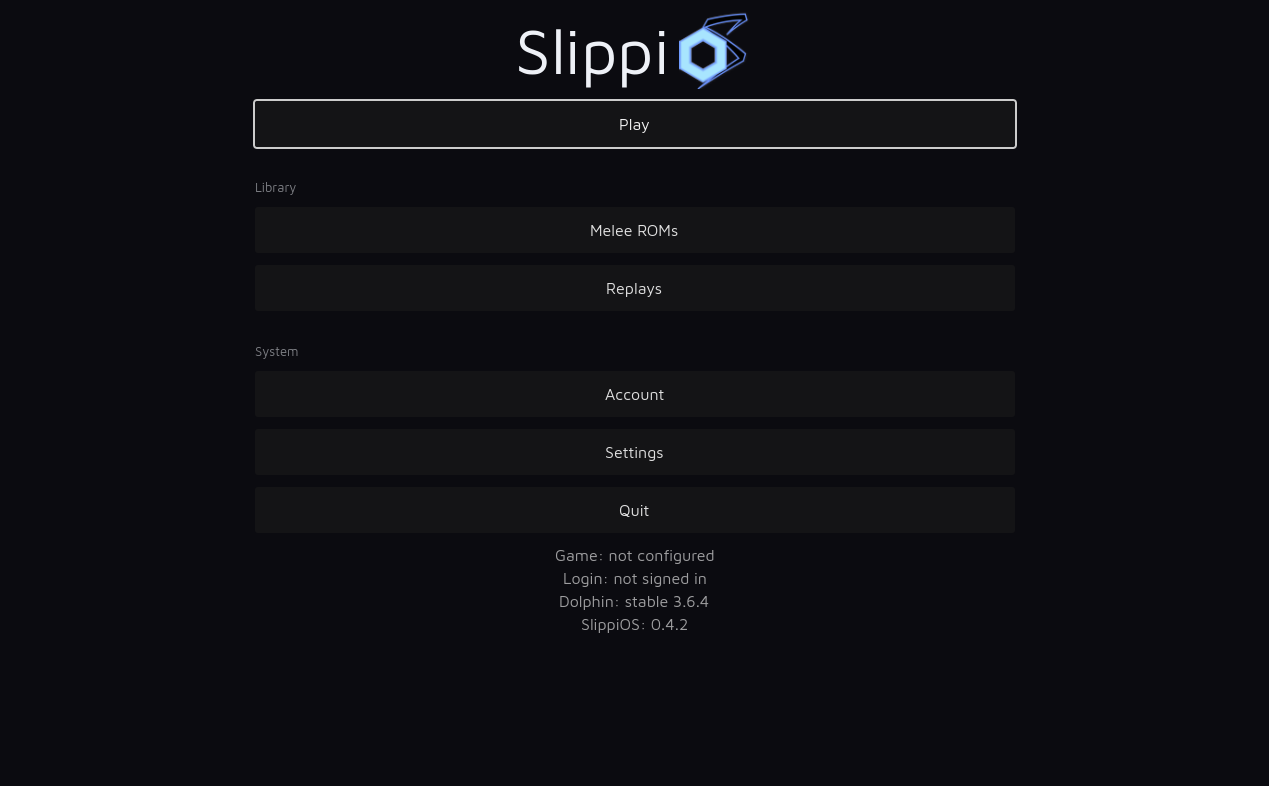 SlippiOS
Play
Library
Melee ROMs
Replays
System
Account
Settings
Quit
Game: not configured
Login: not signed in
Dolphin: stable 3.6.4
SlippiOS: 0.4.2